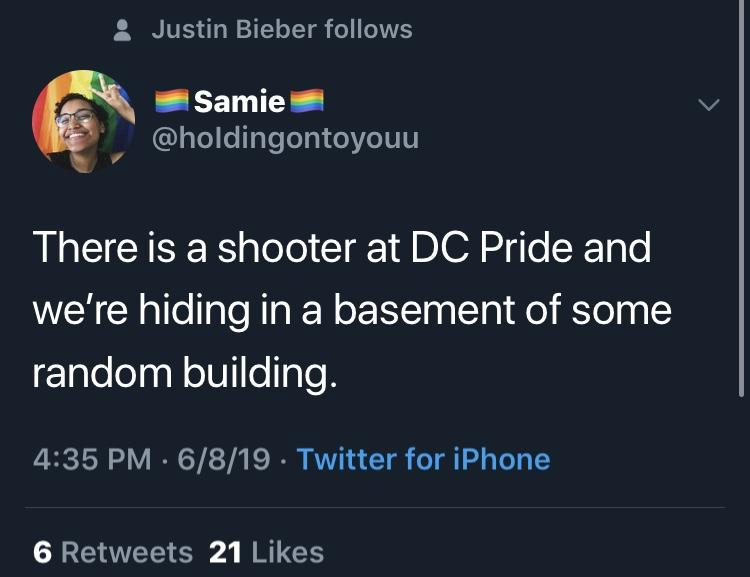 Justin Bieber follows
🏳️‍🌈Samie🏳️‍🌈
@holdingontoyouu
There is a shooter at DC Pride and
we’re hiding in a basement of some
random building.
4:35 PM · 6/8/19 · Twitter for iPhone
6 Retweets 21 Likes